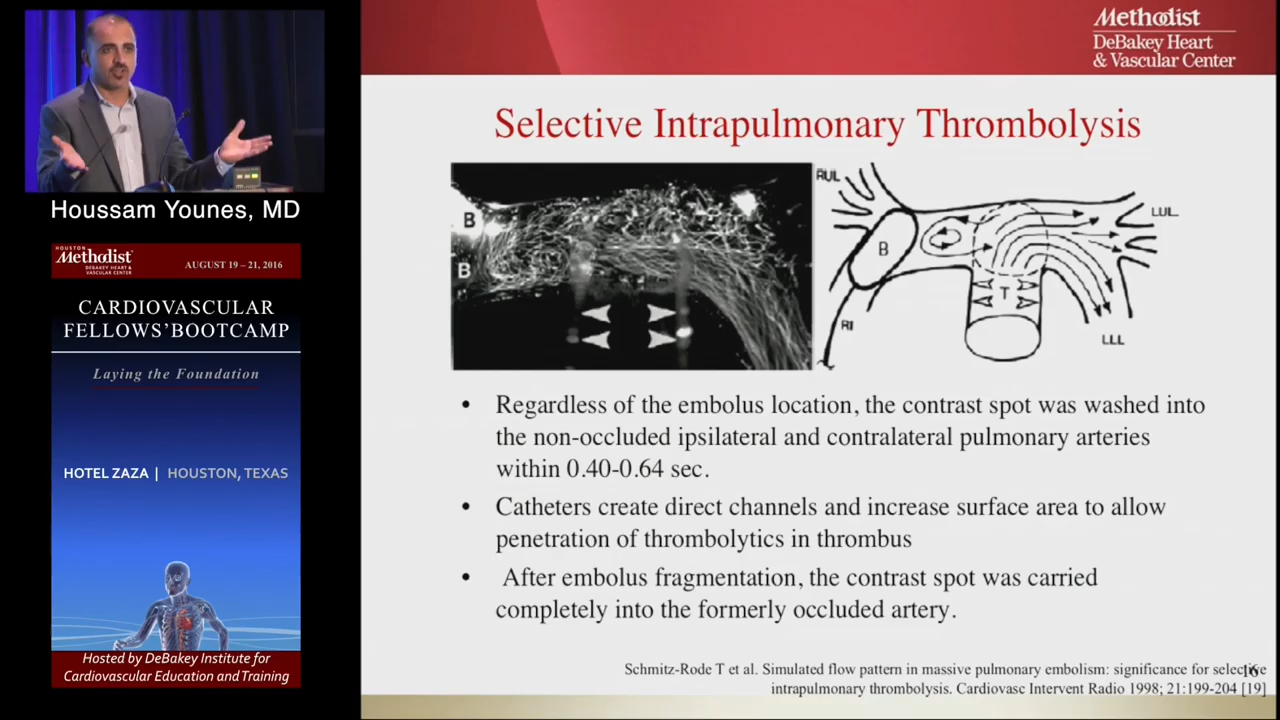 Houssam Younes, MD
HOUSTON
Methodist
DEBAKEY HEART &
VASCULAR CENTER
AUGUST 19 – 21, 2016
CARDIOVASCULAR
FELLOWS'BOOTCAMP
Laying the Foundation
HOTEL ZAZA | HOUSTON, TEXAS
Hosted by DeBakey Institute for
Cardiovascular Education and Training
Methodist
DeBakey Heart
& Vascular Center
Selective Intrapulmonary Thrombolysis
B
B
RUL
LUL
B
T
RI
LLL
• Regardless of the embolus location, the contrast spot was washed into
the non-occluded ipsilateral and contralateral pulmonary arteries
within 0.40-0.64 sec.
• Catheters create direct channels and increase surface area to allow
penetration of thrombolytics in thrombus
• After embolus fragmentation, the contrast spot was carried
completely into the formerly occluded artery.
Schmitz-Rode T et al. Simulated flow pattern in massive pulmonary embolism: significance for selective
16
intrapulmonary thrombolysis. Cardiovasc Intervent Radio 1998; 21:199-204 [19]